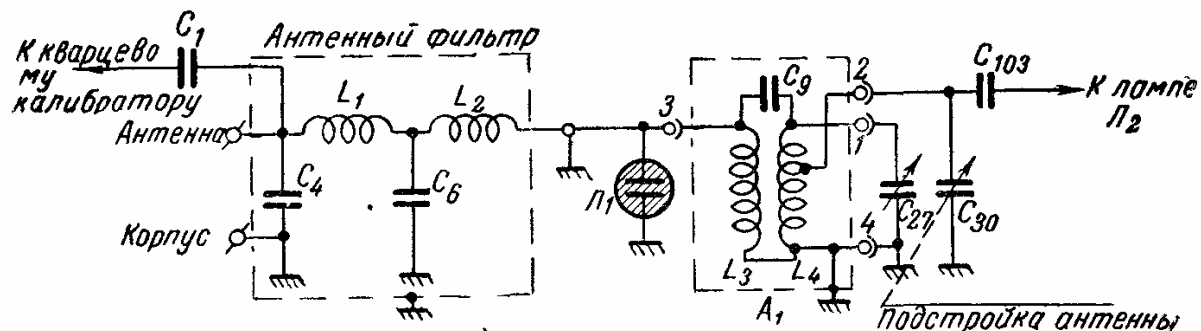 C1
Антенный фильтр
К кварцево
му
калибратору
L1
L2
Антенна
C4
C6
Корпус
3
Л1
C9
2
1
4
L3
L4
A1
C27
C30
C103
К лампе
Л2
Подстройка антенны